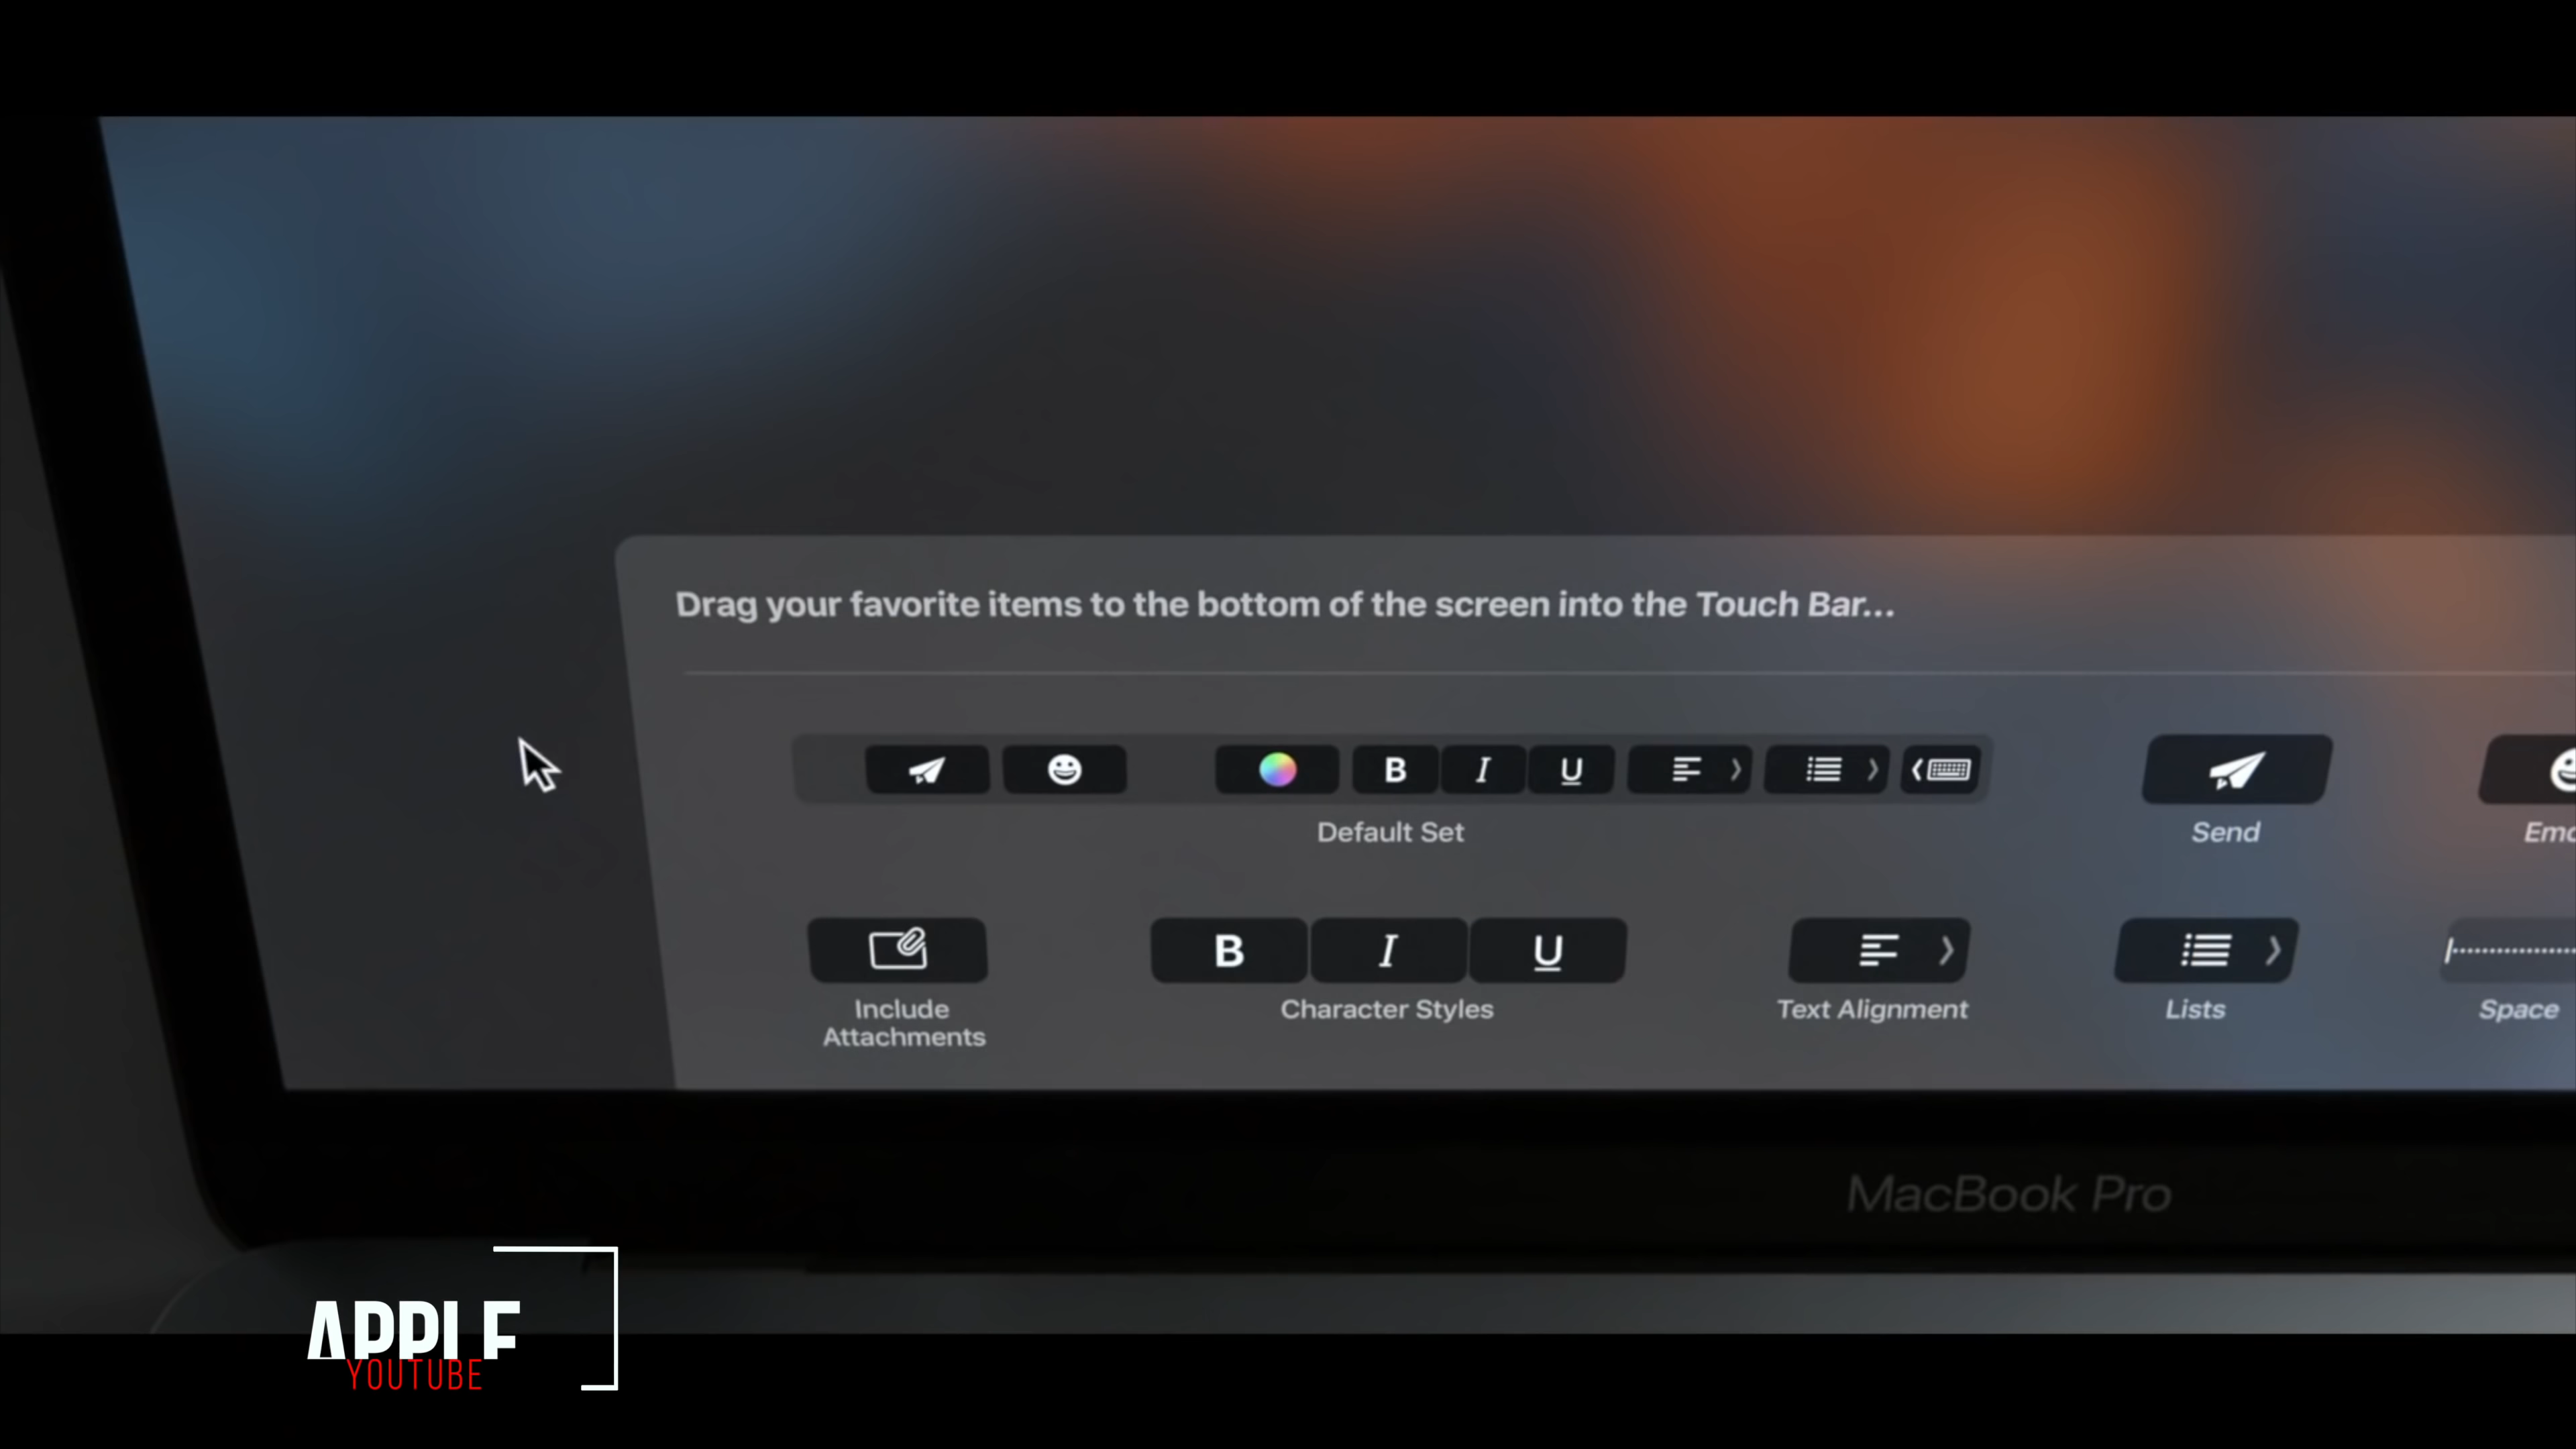 Drag your favorite items to the bottom of the screen into the Touch Bar...
B I U
Default Set
Send
B I U
Include
Attachments
Character Styles
Text Alignment
Lists
Space
MacBook Pro
APPLE
YOUTUBE